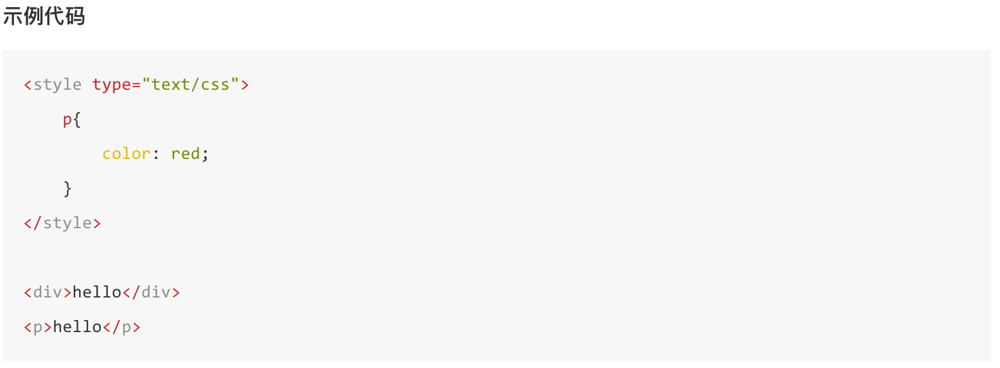 示例代码
<style type="text/css">
    p{
        color: red;
    }
</style>
<div>hello</div>
<p>hello</p>